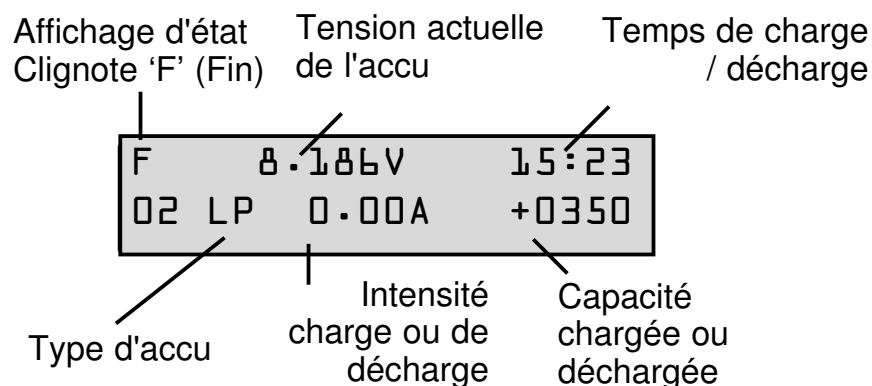 Affichage d'état
Clignote ‘F’ (Fin)
Tension actuelle
de l'accu
Temps de charge
/ décharge
F 8.186V 15:23
02 LP 0.00A +0350
Type d'accu
Intensité
charge ou de
décharge
Capacité
chargée ou
déchargée